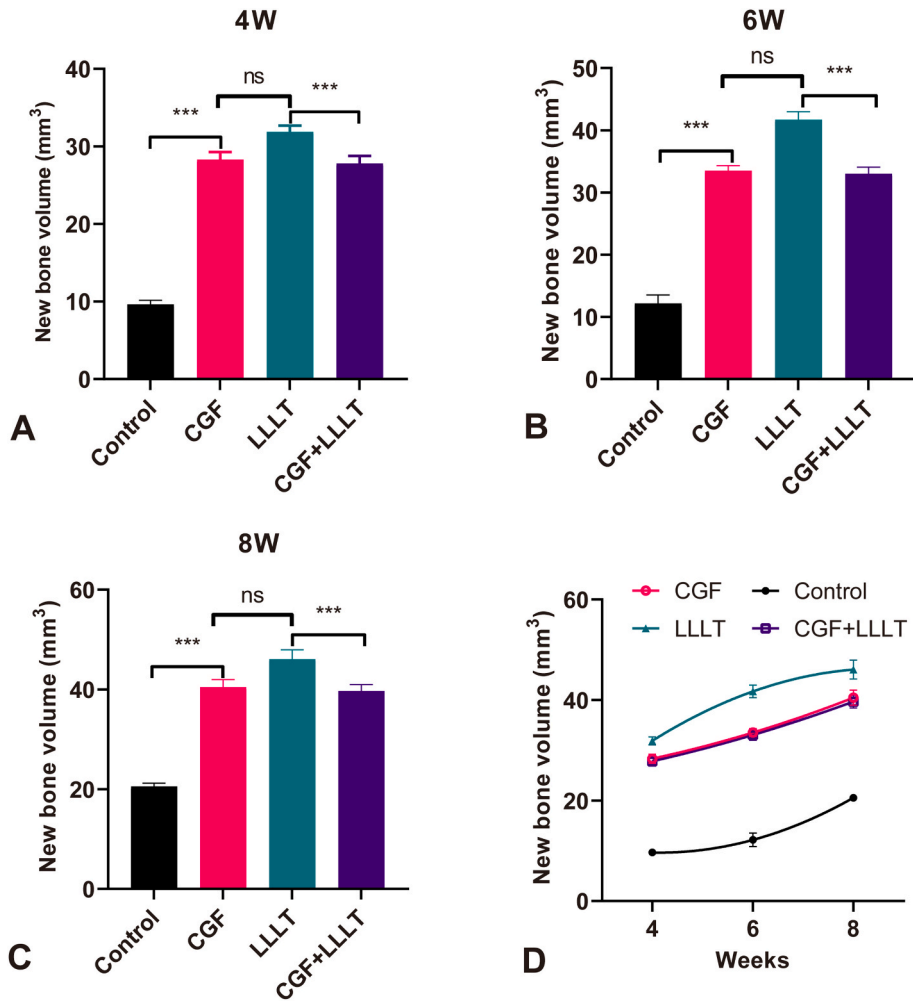 4W
New bone volume (mm³)
40
30
20
10
0
***
ns
***
Control
CGF
LLLT
CGF+LLLT
A
6W
New bone volume (mm³)
50
40
30
20
10
0
***
ns
***
Control
CGF
LLLT
CGF+LLLT
B
8W
New bone volume (mm³)
60
40
20
0
***
ns
***
Control
CGF
LLLT
CGF+LLLT
C
CGF
Control
LLLT
CGF+LLLT
New bone volume (mm³)
60
40
20
0
4
6
8
Weeks
D